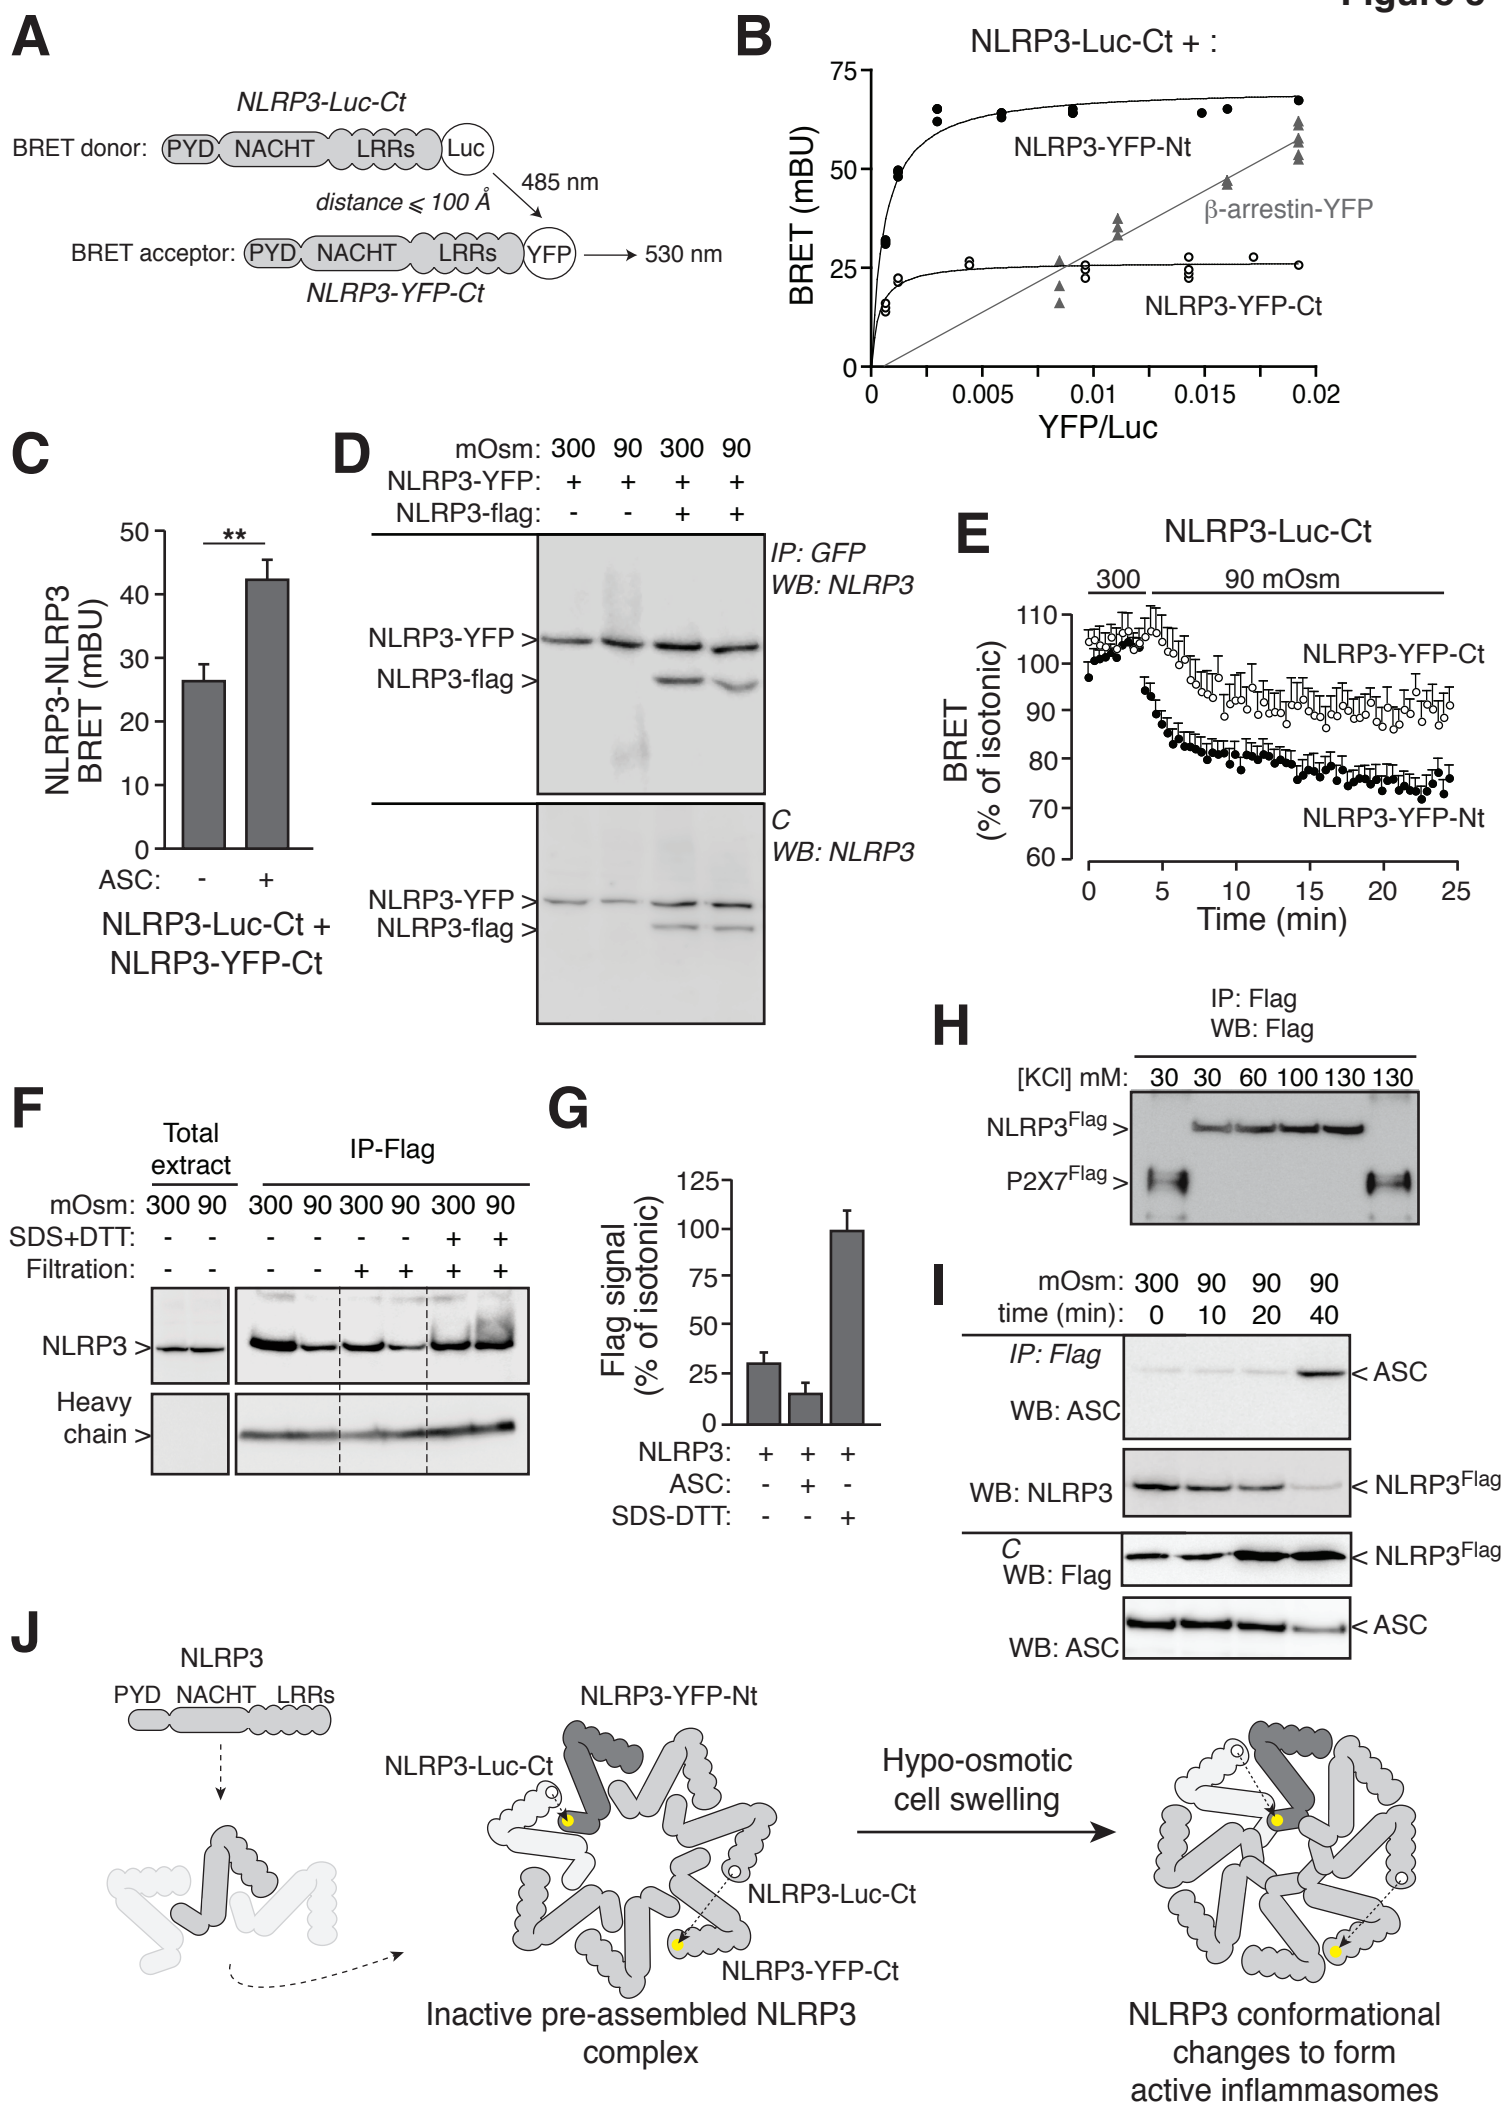 A
NLRP3-Luc-Ct
BRET donor:
PYD
NACHT
LRRs
Luc
485 nm
distance ⩽ 100 Å
BRET acceptor:
PYD
NACHT
LRRs
YFP
530 nm
NLRP3-YFP-Ct
B
NLRP3-Luc-Ct + :
BRET (mBU)
75
50
25
0
NLRP3-YFP-Nt
β-arrestin-YFP
NLRP3-YFP-Ct
0 0.005 0.01 0.015 0.02
YFP/Luc
C
NLRP3-NLRP3
BRET (mBU)
50
40
30
20
10
0
**
ASC: - +
NLRP3-Luc-Ct +
NLRP3-YFP-Ct
D
mOsm: 300 90 300 90
NLRP3-YFP: + + + +
NLRP3-flag: - - + +
IP: GFP
WB: NLRP3
NLRP3-YFP >
NLRP3-flag >
C
WB: NLRP3
NLRP3-YFP >
NLRP3-flag >
E
NLRP3-Luc-Ct
300 90 mOsm
BRET
(% of isotonic)
110
100
90
80
70
60
NLRP3-YFP-Ct
NLRP3-YFP-Nt
0 5 10 15 20 25
Time (min)
F
Total
extract
IP-Flag
mOsm: 300 90 300 90 300 90 300 90
SDS+DTT: - - - - - - + +
Filtration: - - - - + + + +
NLRP3 >
Heavy
chain >
G
Flag signal
(% of isotonic)
125
100
75
50
25
0
NLRP3: + + +
ASC: - + -
SDS-DTT: - - +
H
IP: Flag
WB: Flag
[KCl] mM: 30 30 60 100 130 130
NLRP3Flag >
P2X7Flag >
I
mOsm: 300 90 90 90
time (min): 0 10 20 40
IP: Flag
WB: ASC
< ASC
WB: NLRP3
< NLRP3Flag
C
WB: Flag
< NLRP3Flag
WB: ASC
< ASC
J
NLRP3
PYD NACHT LRRs
NLRP3-YFP-Nt
NLRP3-Luc-Ct
NLRP3-Luc-Ct
NLRP3-YFP-Ct
Inactive pre-assembled NLRP3
complex
Hypo-osmotic
cell swelling
NLRP3 conformational
changes to form
active inflammasomes